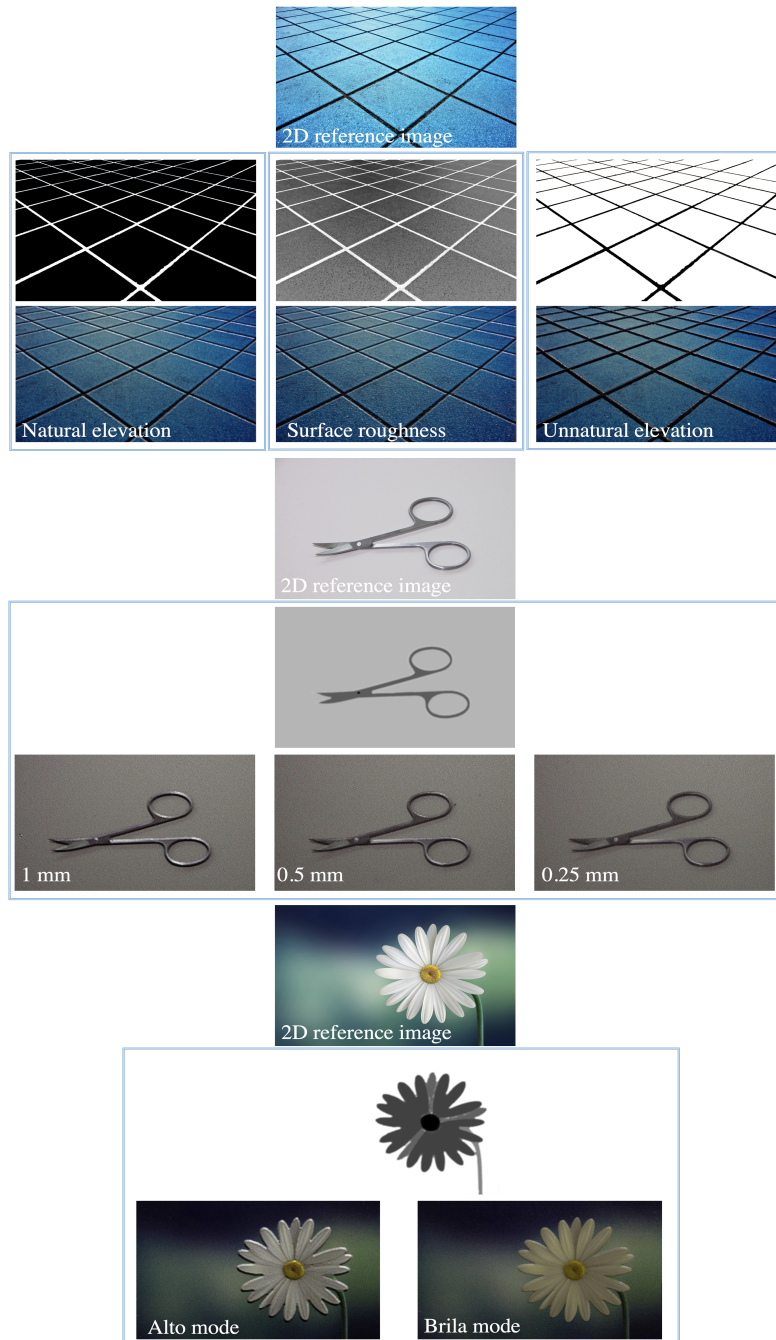 2D reference image
Natural elevation
Surface roughness
Unnatural elevation
2D reference image
1 mm
0.5 mm
0.25 mm
2D reference image
Alto mode
Brila mode